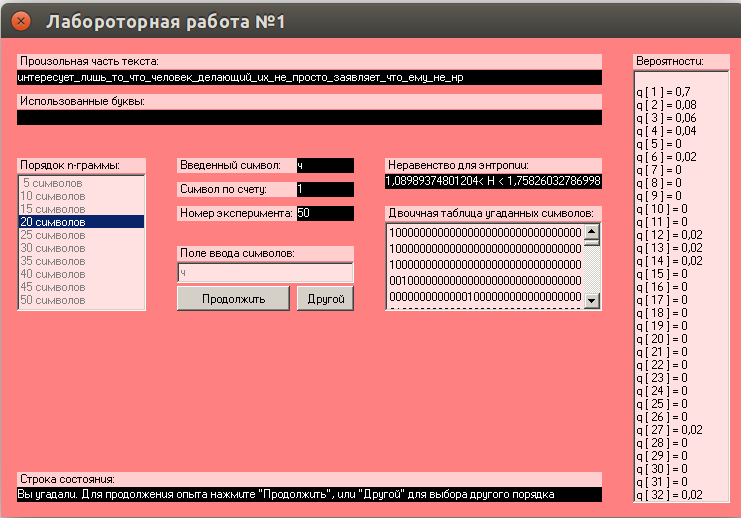 Лабороторная работа №1
Произольная часть текста:
интересует_лишь_то_что_человек_делающий_их_не_просто_заявляет_что_ему_не_нр
Использованные буквы:
Порядок n-граммы:
5 символов
10 символов
15 символов
20 символов
25 символов
30 символов
35 символов
40 символов
45 символов
50 символов
Введенный символ: ч
Символ по счету: 1
Номер эксперимента: 50
Поле ввода символов:
ч
Продолжить
Другой
Неравенство для энтропии:
1,08989374801204< H < 1,75826032786998
Двоичная таблица угаданных символов:
Строка состояния:
Вы угадали. Для продолжения опыта нажмите "Продолжить", или "Другой" для выбора другого порядка
Вероятности:
q [ 1 ] = 0,7
q [ 2 ] = 0,08
q [ 3 ] = 0,06
q [ 4 ] = 0,04
q [ 5 ] = 0
q [ 6 ] = 0,02
q [ 7 ] = 0
q [ 8 ] = 0
q [ 9 ] = 0
q [ 10 ] = 0
q [ 11 ] = 0
q [ 12 ] = 0,02
q [ 13 ] = 0,02
q [ 14 ] = 0,02
q [ 15 ] = 0
q [ 16 ] = 0
q [ 17 ] = 0
q [ 18 ] = 0
q [ 19 ] = 0
q [ 20 ] = 0
q [ 21 ] = 0
q [ 22 ] = 0
q [ 23 ] = 0
q [ 24 ] = 0
q [ 25 ] = 0
q [ 26 ] = 0
q [ 27 ] = 0,02
q [ 28 ] = 0
q [ 29 ] = 0
q [ 30 ] = 0
q [ 31 ] = 0
q [ 32 ] = 0,02